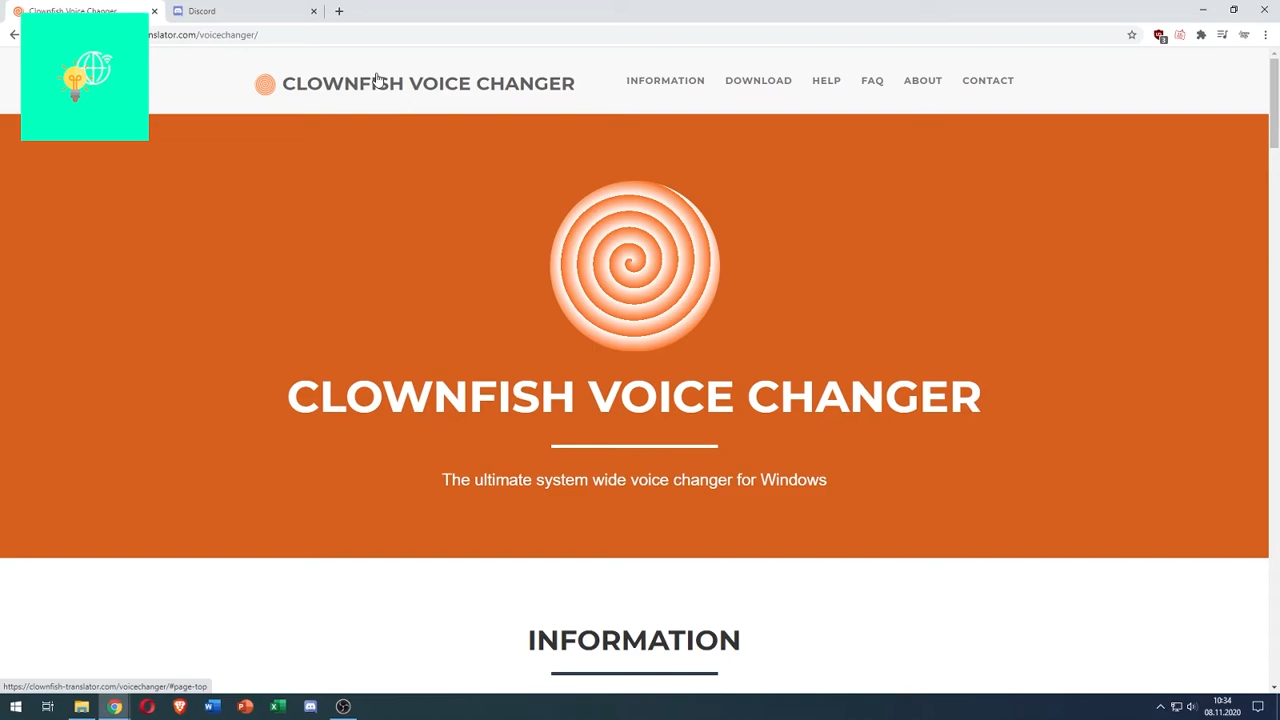 Clownfish Voice Changer
Discord
translator.com/voicechanger/
3
CLOWNFISH VOICE CHANGER
INFORMATION
DOWNLOAD
HELP
FAQ
ABOUT
CONTACT
CLOWNFISH VOICE CHANGER
The ultimate system wide voice changer for Windows
INFORMATION
https://clownfish-translator.com/voicechanger/#page-top
10:34
08.11.2020